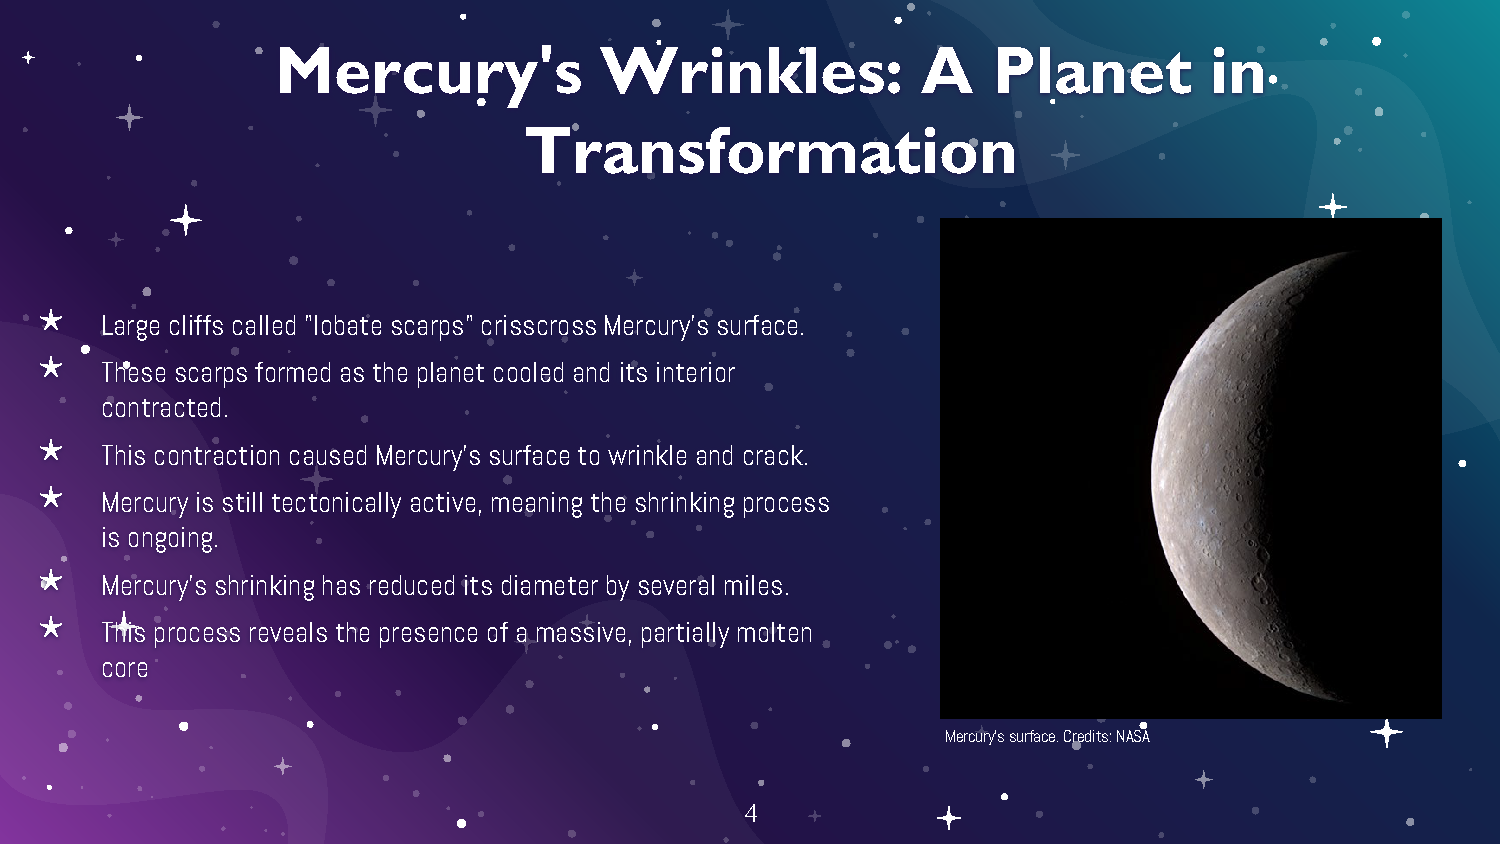 Mercury's Wrinkles: A Planet in
Transformation
Large cliffs called "lobate scarps" crisscross Mercury's surface.
These scarps formed as the planet cooled and its interior
contracted.
This contraction caused Mercury's surface to wrinkle and crack.
Mercury is still tectonically active, meaning the shrinking process
is ongoing.
Mercury's shrinking has reduced its diameter by several miles.
This process reveals the presence of a massive, partially molten
core
Mercury's surface. Credits: NASA
4